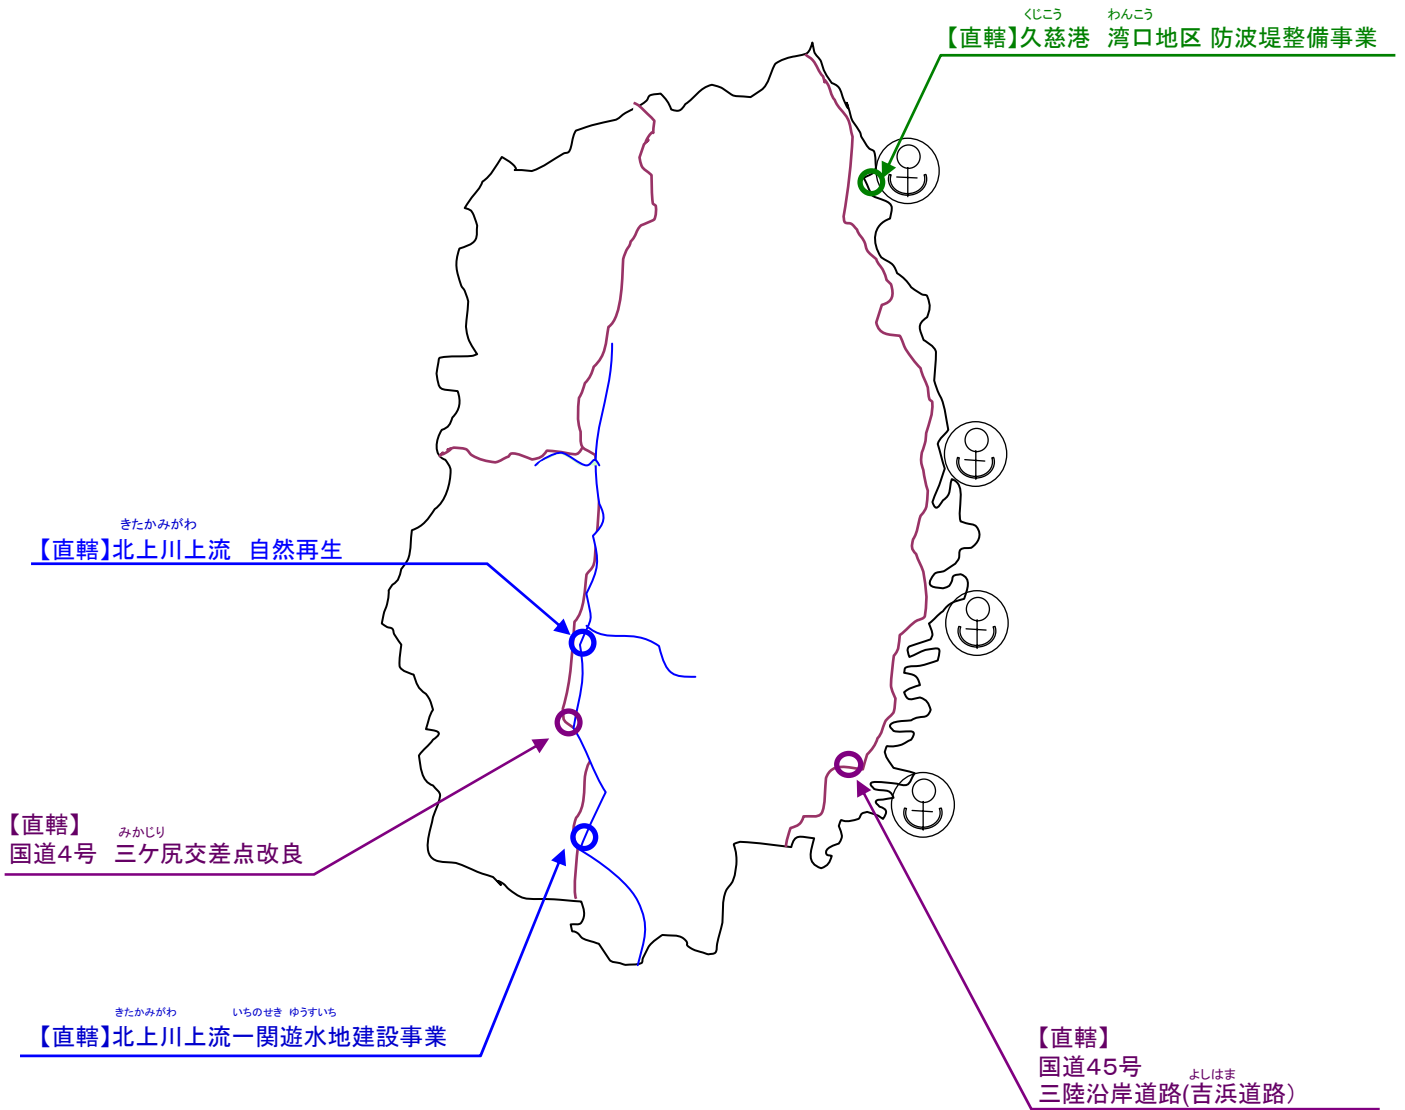 くじこう　わんこう
【直轄】久慈港　湾口地区 防波堤整備事業
きたかみがわ
【直轄】北上川上流　自然再生
【直轄】
みかじり
国道4号　三ケ尻交差点改良
きたかみがわ　いちのせき ゆうすいち
【直轄】北上川上流一関遊水地建設事業
【直轄】
国道45号
よしはま
三陸沿岸道路(吉浜道路）